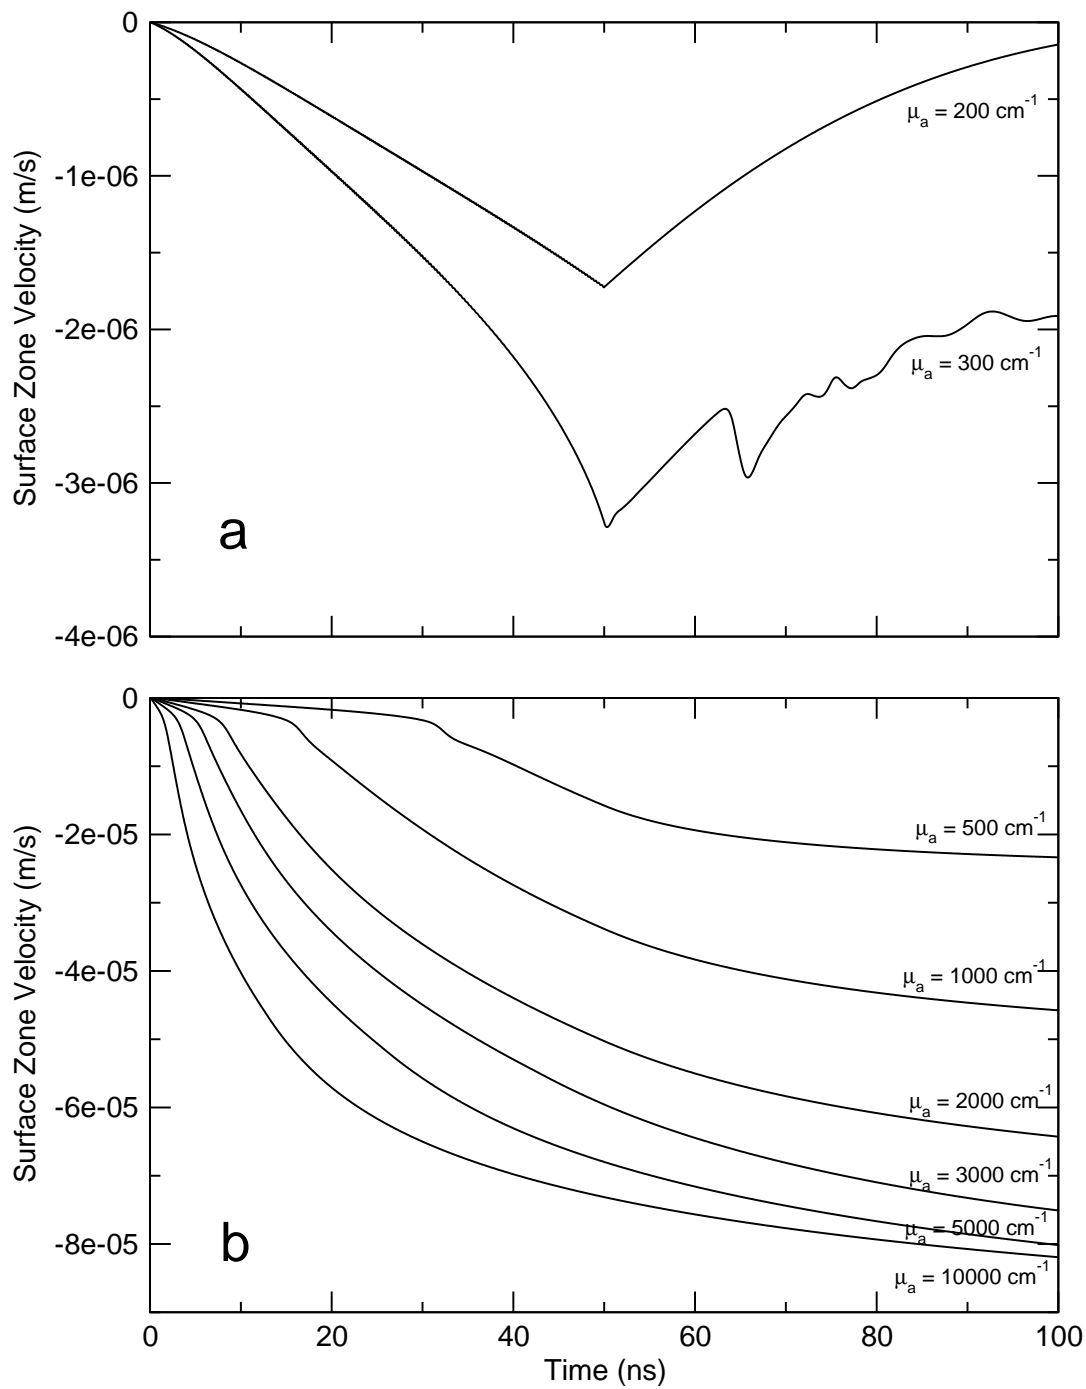 0
-1e-06
-2e-06
-3e-06
-4e-06
Surface Zone Velocity (m/s)
μa = 200 cm-1
μa = 300 cm-1
a
0
-2e-05
-4e-05
-6e-05
-8e-05
Surface Zone Velocity (m/s)
μa = 500 cm-1
μa = 1000 cm-1
μa = 2000 cm-1
μa = 3000 cm-1
μa = 5000 cm-1
μa = 10000 cm-1
b
0 20 40 60 80 100
Time (ns)